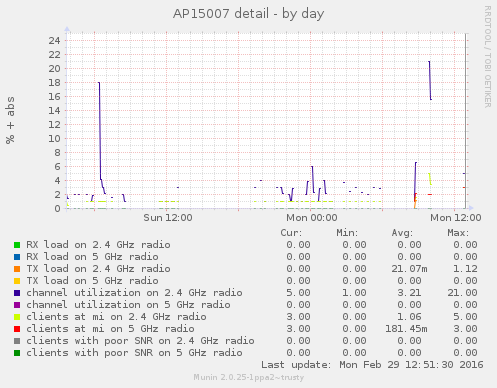 AP15007 detail - by day
RRDTOOL / TOBI OETIKER
% + abs
24
22
20
18
16
14
12
10
8
6
4
2
0
Sun 12:00 Mon 00:00 Mon 12:00
Cur: Min: Avg: Max:
RX load on 2.4 GHz radio 0.00 0.00 0.00 0.00
RX load on 5 GHz radio 0.00 0.00 0.00 0.00
TX load on 2.4 GHz radio 0.00 0.00 21.07m 1.12
TX load on 5 GHz radio 0.00 0.00 0.00 0.00
channel utilization on 2.4 GHz radio 5.00 1.00 3.21 21.00
channel utilization on 5 GHz radio 0.00 0.00 0.00 0.00
clients at mi on 2.4 GHz radio 3.00 0.00 1.06 5.00
clients at mi on 5 GHz radio 3.00 0.00 181.45m 3.00
clients with poor SNR on 2.4 GHz radio 0.00 0.00 0.00 0.00
clients with poor SNR on 5 GHz radio 0.00 0.00 0.00 0.00
Last update: Mon Feb 29 12:51:30 2016
Munin 2.0.25-1ppa2~trusty